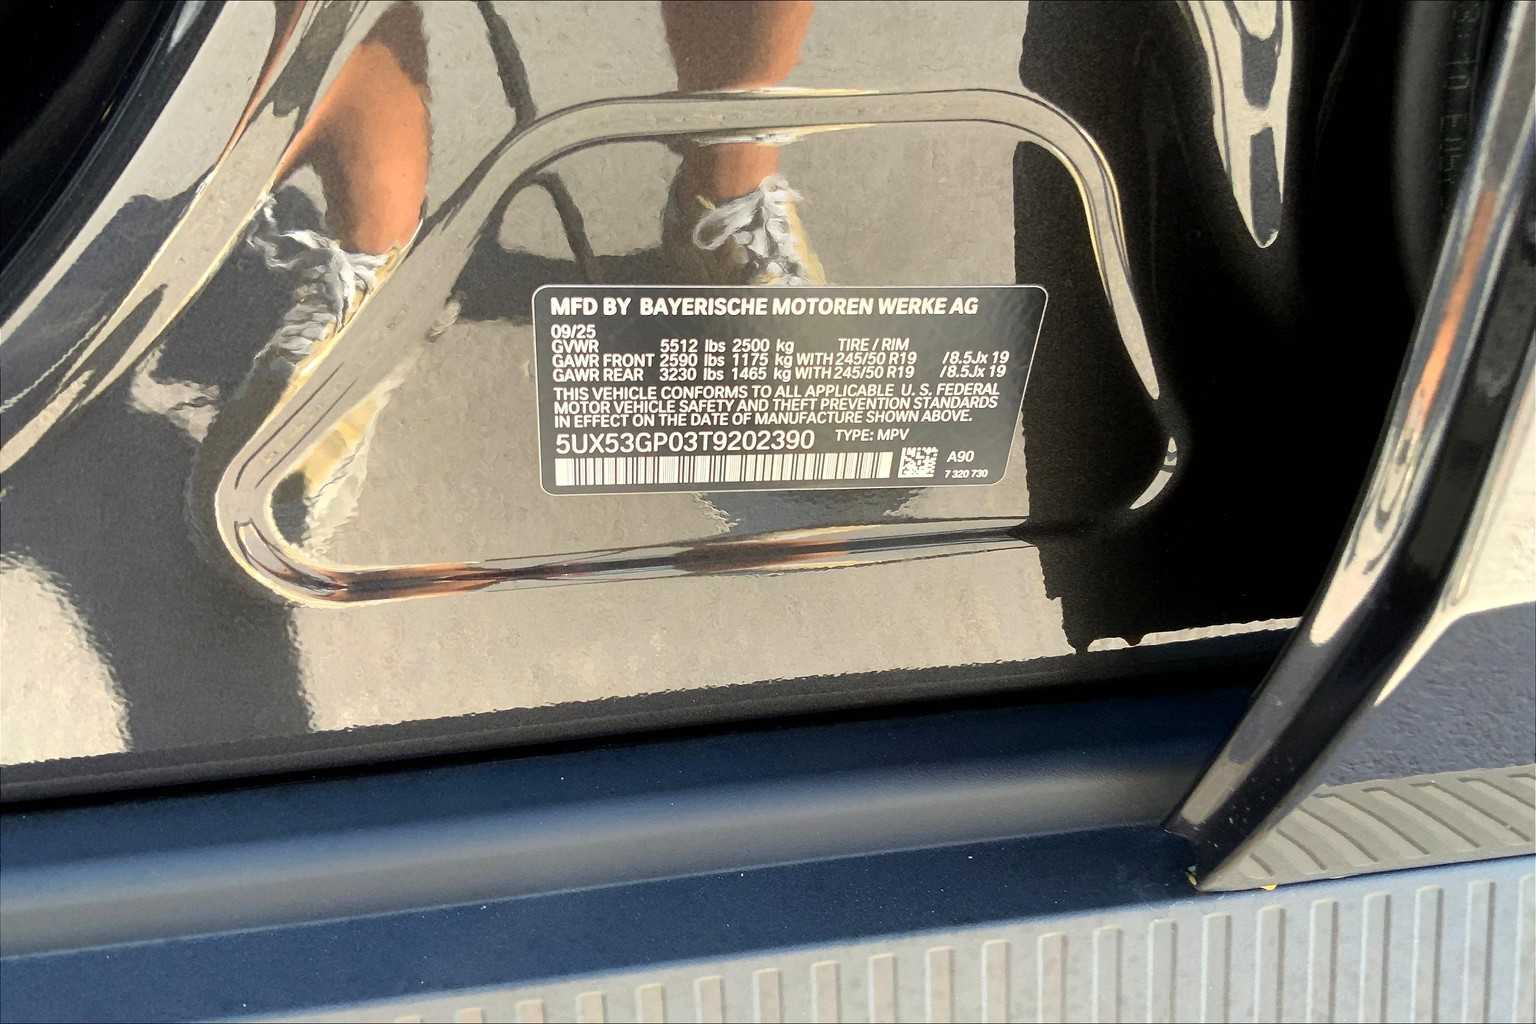 MFD BY BAYERISCHE MOTOREN WERKE AG
09/25
GVWR 5512 lbs 2500 kg TIRE / RIM
GAWR FRONT 2590 lbs 1175 kg WITH 245/50 R19 /8.5Jx 19
GAWR REAR 3230 lbs 1465 kg WITH 245/50 R19 /8.5Jx 19
THIS VEHICLE CONFORMS TO ALL APPLICABLE U.S. FEDERAL
MOTOR VEHICLE SAFETY AND THEFT PREVENTION STANDARDS
IN EFFECT ON THE DATE OF MANUFACTURE SHOWN ABOVE.
5UX53GP03T9202390 TYPE: MPV
A90
7 320 730